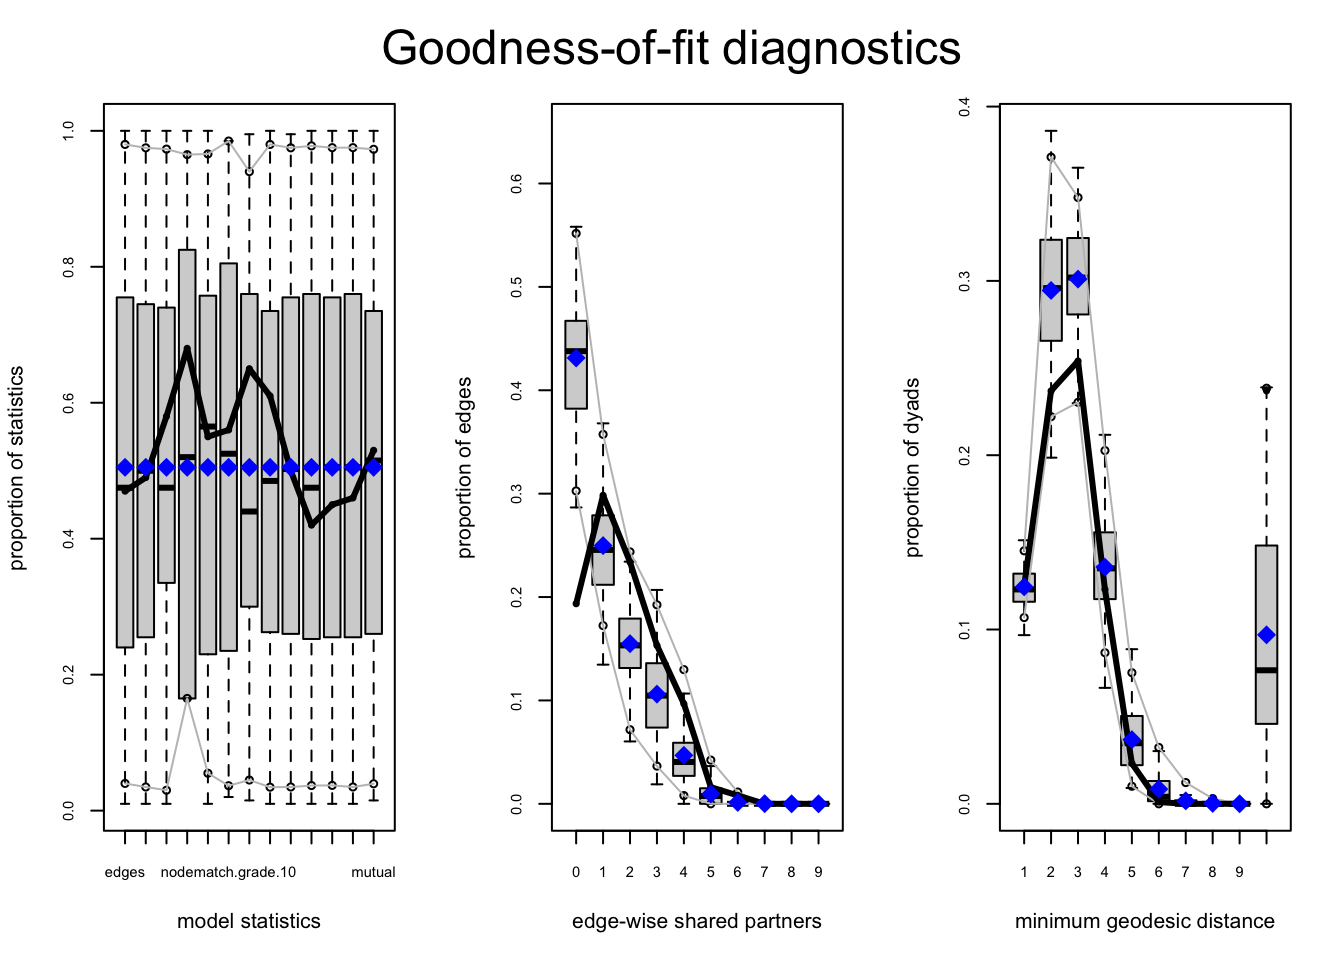 Goodness-of-fit diagnostics
proportion of statistics
0.0 0.2 0.4 0.6 0.8 1.0
edges nodematch.grade.10 mutual
model statistics
proportion of edges
0.0 0.1 0.2 0.3 0.4 0.5 0.6
0 1 2 3 4 5 6 7 8 9
edge-wise shared partners
proportion of dyads
0.0 0.1 0.2 0.3 0.4
1 2 3 4 5 6 7 8 9
minimum geodesic distance